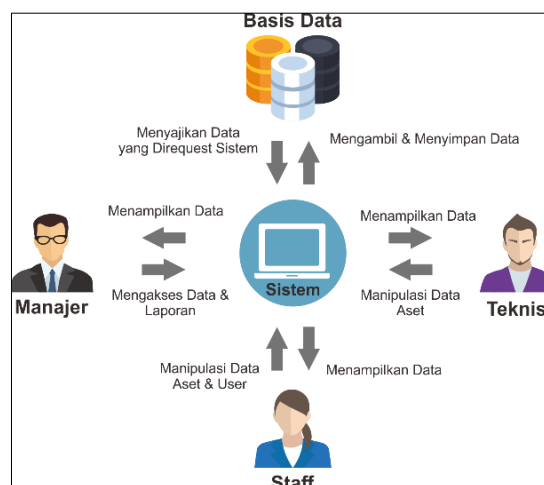 Basis Data
Menyajikan Data
yang Direquest Sistem
Mengambil & Menyimpan Data
Menampilkan Data
Menampilkan Data
Sistem
Manajer
Mengakses Data &
Laporan
Manipulasi Data
Aset
Teknis
Manipulasi Data
Aset & User
Menampilkan Data
Staff